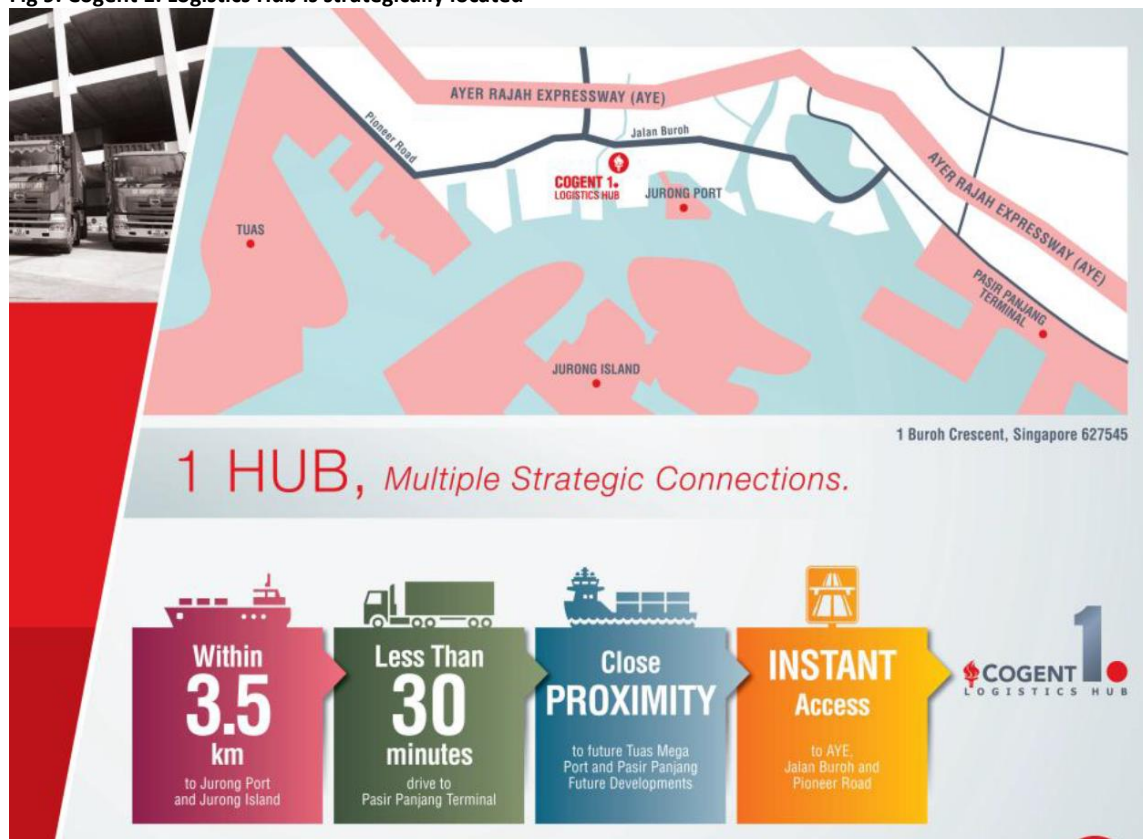 Fig 5: Cogent 1. Logistics Hub is strategically located
AYER RAJAH EXPRESSWAY (AYE)
Pioneer Road
Jalan Buroh
COGENT 1.
LOGISTICS HUB
JURONG PORT
AYER RAJAH EXPRESSWAY (AYE)
TUAS
PASIR PANJANG
TERMINAL
JURONG ISLAND
1 Buroh Crescent, Singapore 627545
1 HUB, Multiple Strategic Connections.
Within
3.5
km
to Jurong Port
and Jurong Island
Less Than
30
minutes
drive to
Pasir Panjang Terminal
Close
PROXIMITY
to future Tuas Mega
Port and Pasir Panjang
Future Developments
INSTANT
Access
to AYE,
Jalan Buroh and
Pioneer Road
COGENT 1.
LOGISTICS HUB